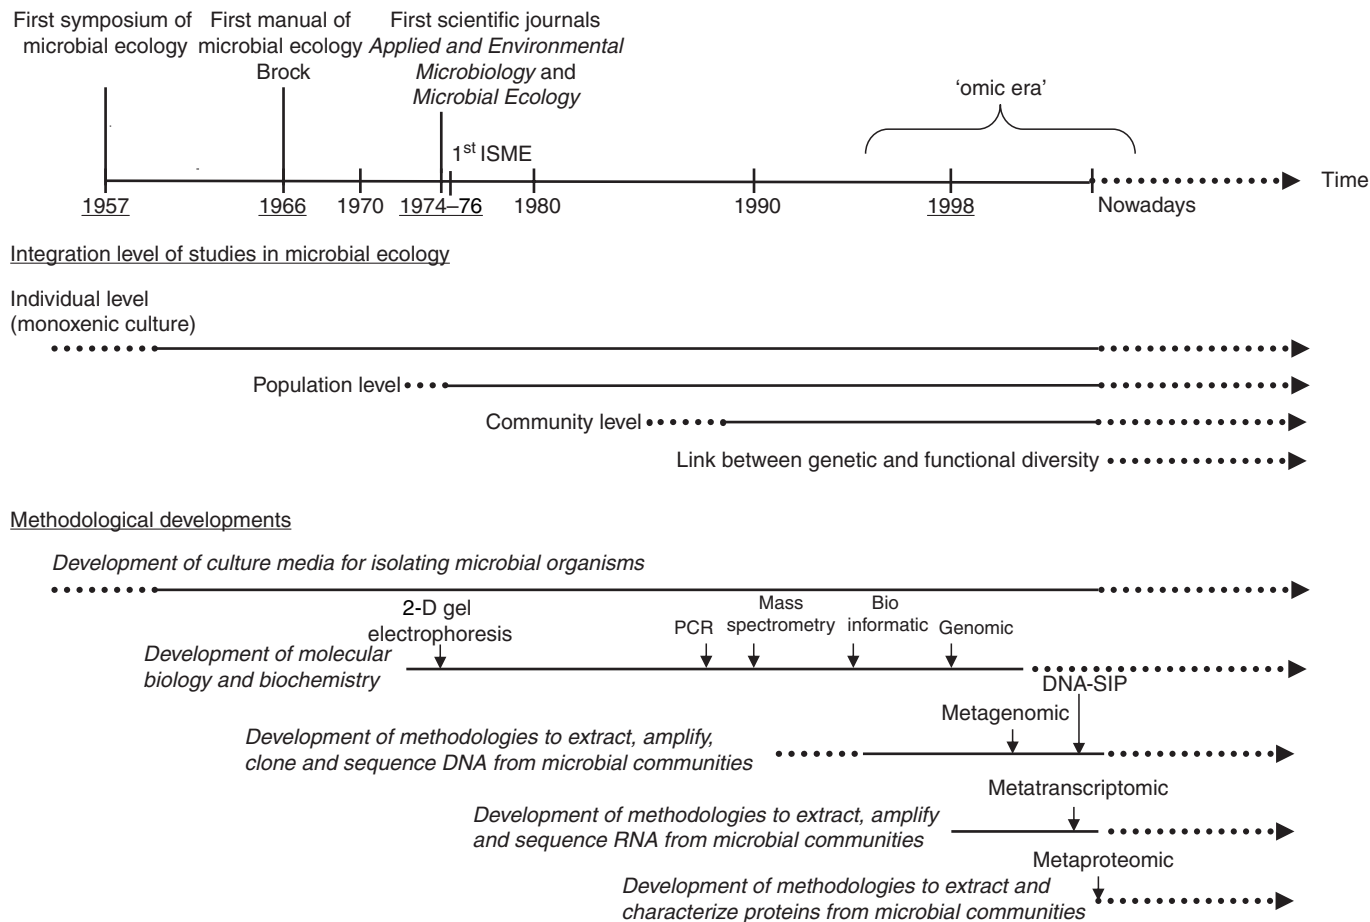 First symposium of
microbial ecology
First manual of
microbial ecology
Brock
First scientific journals
Applied and Environmental
Microbiology and
Microbial Ecology
1st ISME
‘omic era’
Time
1957
1966
1970
1974–76
1980
1990
1998
Nowadays
Integration level of studies in microbial ecology
Individual level
(monoxenic culture)
Population level
Community level
Link between genetic and functional diversity
Methodological developments
Development of culture media for isolating microbial organisms
2-D gel
electrophoresis
PCR
Mass
spectrometry
Bio
informatic
Genomic
Development of molecular
biology and biochemistry
DNA-SIP
Metagenomic
Development of methodologies to extract, amplify,
clone and sequence DNA from microbial communities
Metatranscriptomic
Development of methodologies to extract, amplify
and sequence RNA from microbial communities
Metaproteomic
Development of methodologies to extract and
characterize proteins from microbial communities